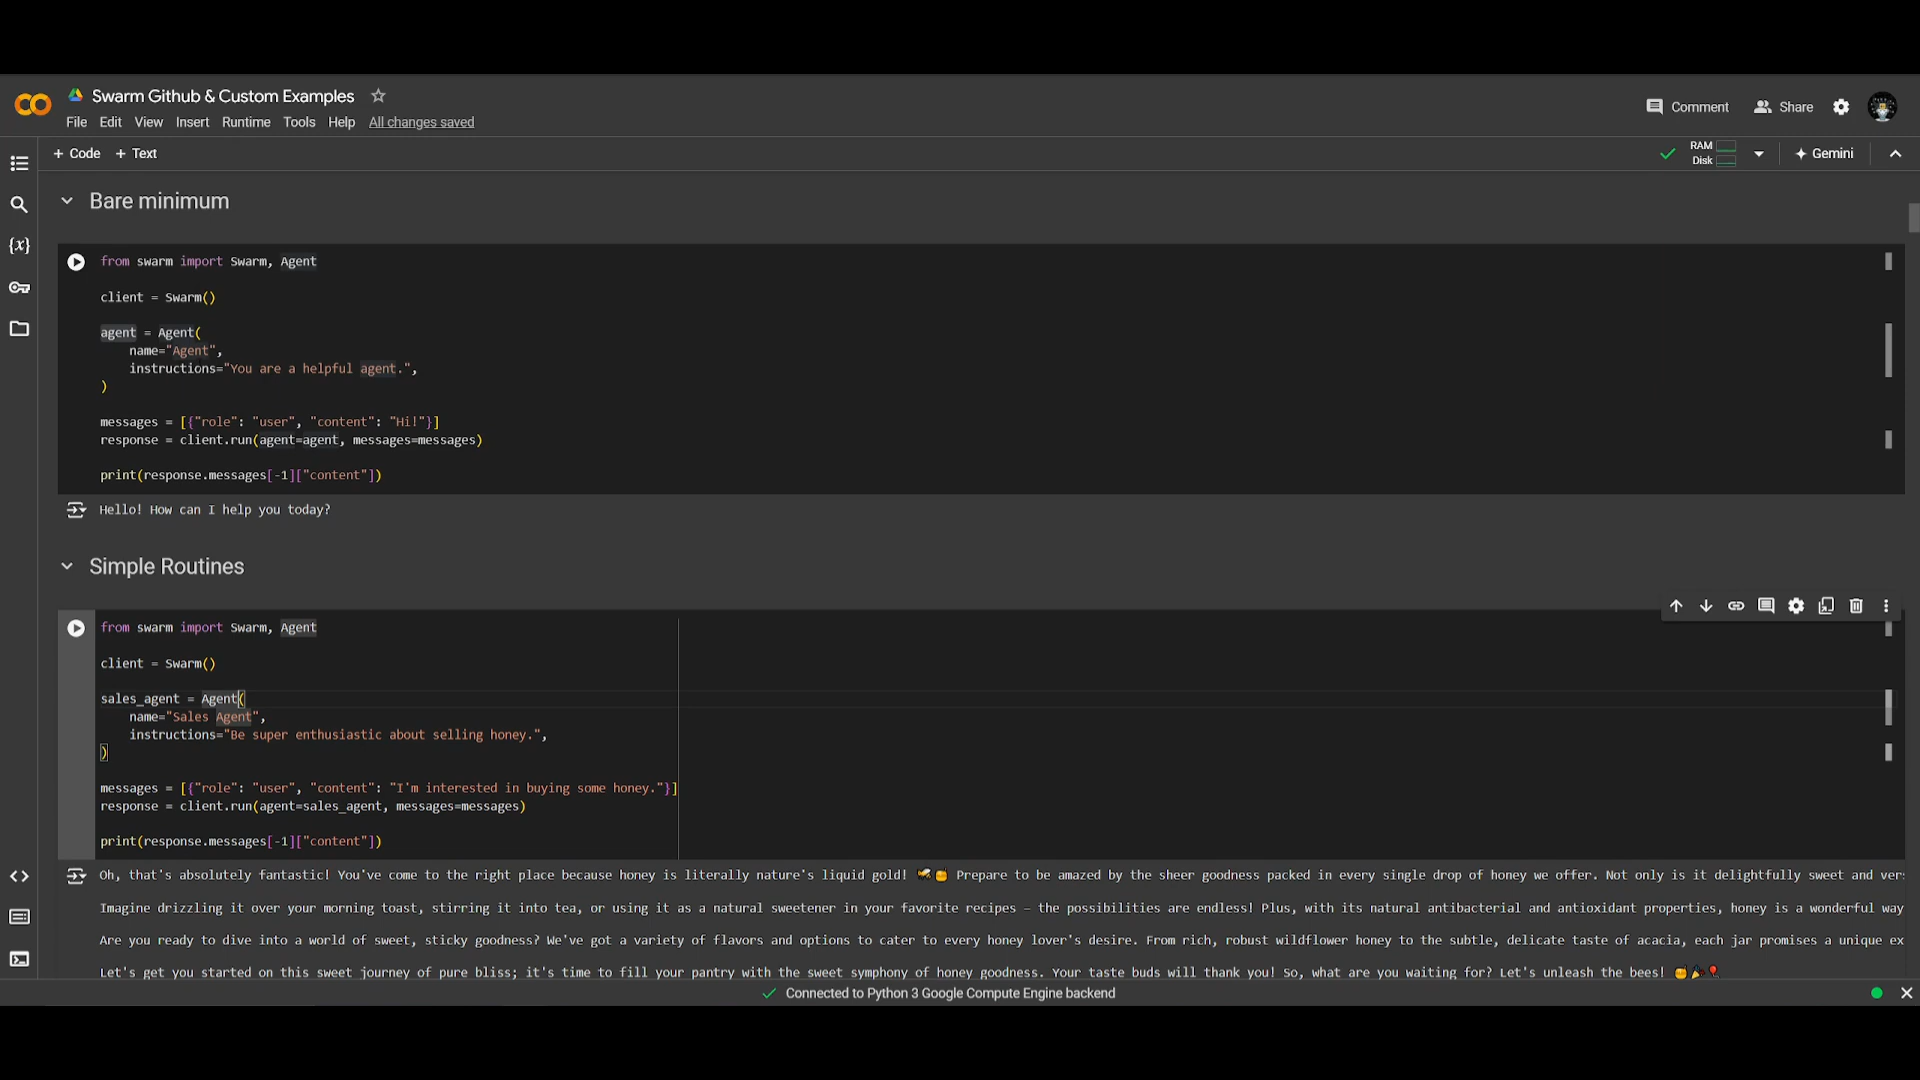 Swarm Github & Custom Examples
File Edit View Insert Runtime Tools Help All changes saved
Comment
Share
+ Code + Text
RAM
Disk
Gemini
Bare minimum
from swarm import Swarm, Agent
client = Swarm()
agent = Agent(
name="Agent",
instructions="You are a helpful agent.",
)
messages = [{"role": "user", "content": "Hi!"}]
response = client.run(agent=agent, messages=messages)
print(response.messages[-1]["content"])
Hello! How can I help you today?
Simple Routines
from swarm import Swarm, Agent
client = Swarm()
sales_agent = Agent(
name="Sales Agent",
instructions="Be super enthusiastic about selling honey.",
)
messages = [{"role": "user", "content": "I'm interested in buying some honey."}]
response = client.run(agent=sales_agent, messages=messages)
print(response.messages[-1]["content"])
Oh, that's absolutely fantastic! You've come to the right place because honey is literally nature's liquid gold! 🐝🍯 Prepare to be amazed by the sheer goodness packed in every single drop of honey we offer. Not only is it delightfully sweet and ver
Imagine drizzling it over your morning toast, stirring it into tea, or using it as a natural sweetener in your favorite recipes – the possibilities are endless! Plus, with its natural antibacterial and antioxidant properties, honey is a wonderful way
Are you ready to dive into a world of sweet, sticky goodness? We've got a variety of flavors and options to cater to every honey lover's desire. From rich, robust wildflower honey to the subtle, delicate taste of acacia, each jar promises a unique ex
Let's get you started on this sweet journey of pure bliss; it's time to fill your pantry with the sweet symphony of honey goodness. Your taste buds will thank you! So, what are you waiting for? Let's unleash the bees! 🍯🎉🎈
Connected to Python 3 Google Compute Engine backend